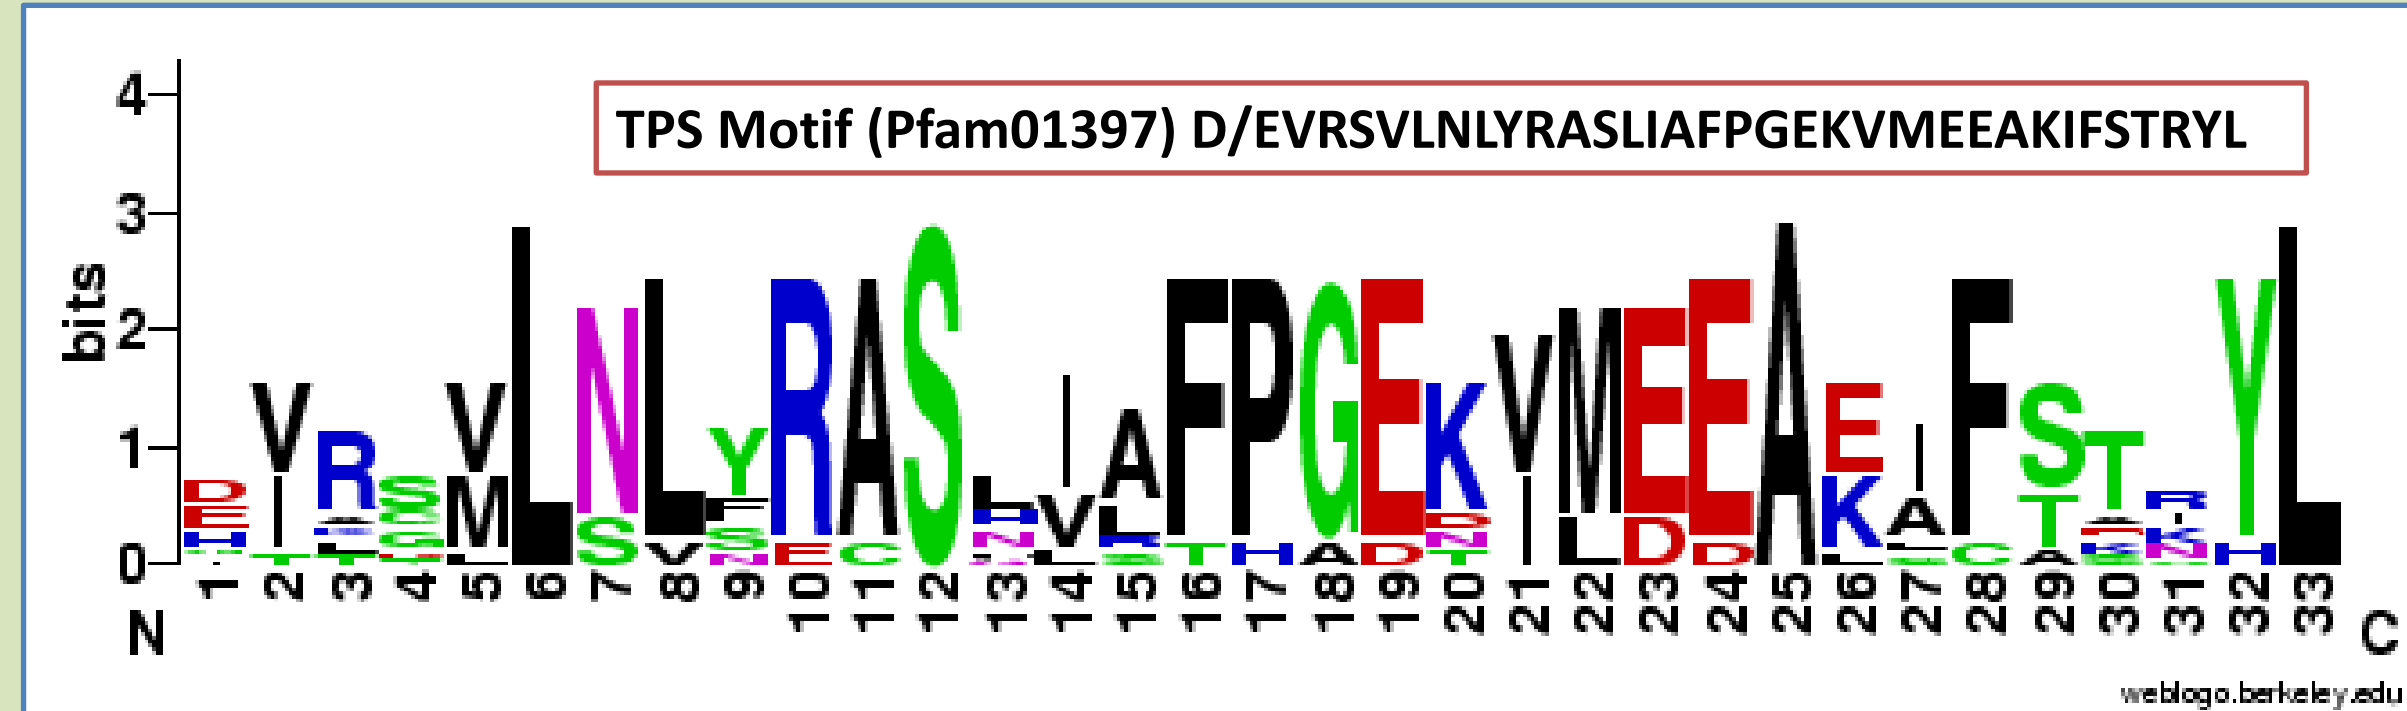 4
TPS Motif (Pfam01397) D/EVRSVLNLYRASLIAFPGEKVMEEAKIFSTRYL
3
bits
2
1
0
1 2 3 4 5 6 7 8 9 10 11 12 13 14 15 16 17 18 19 20 21 22 23 24 25 26 27 28 29 30 31 32 33
N C
weblogo.berkeley.edu